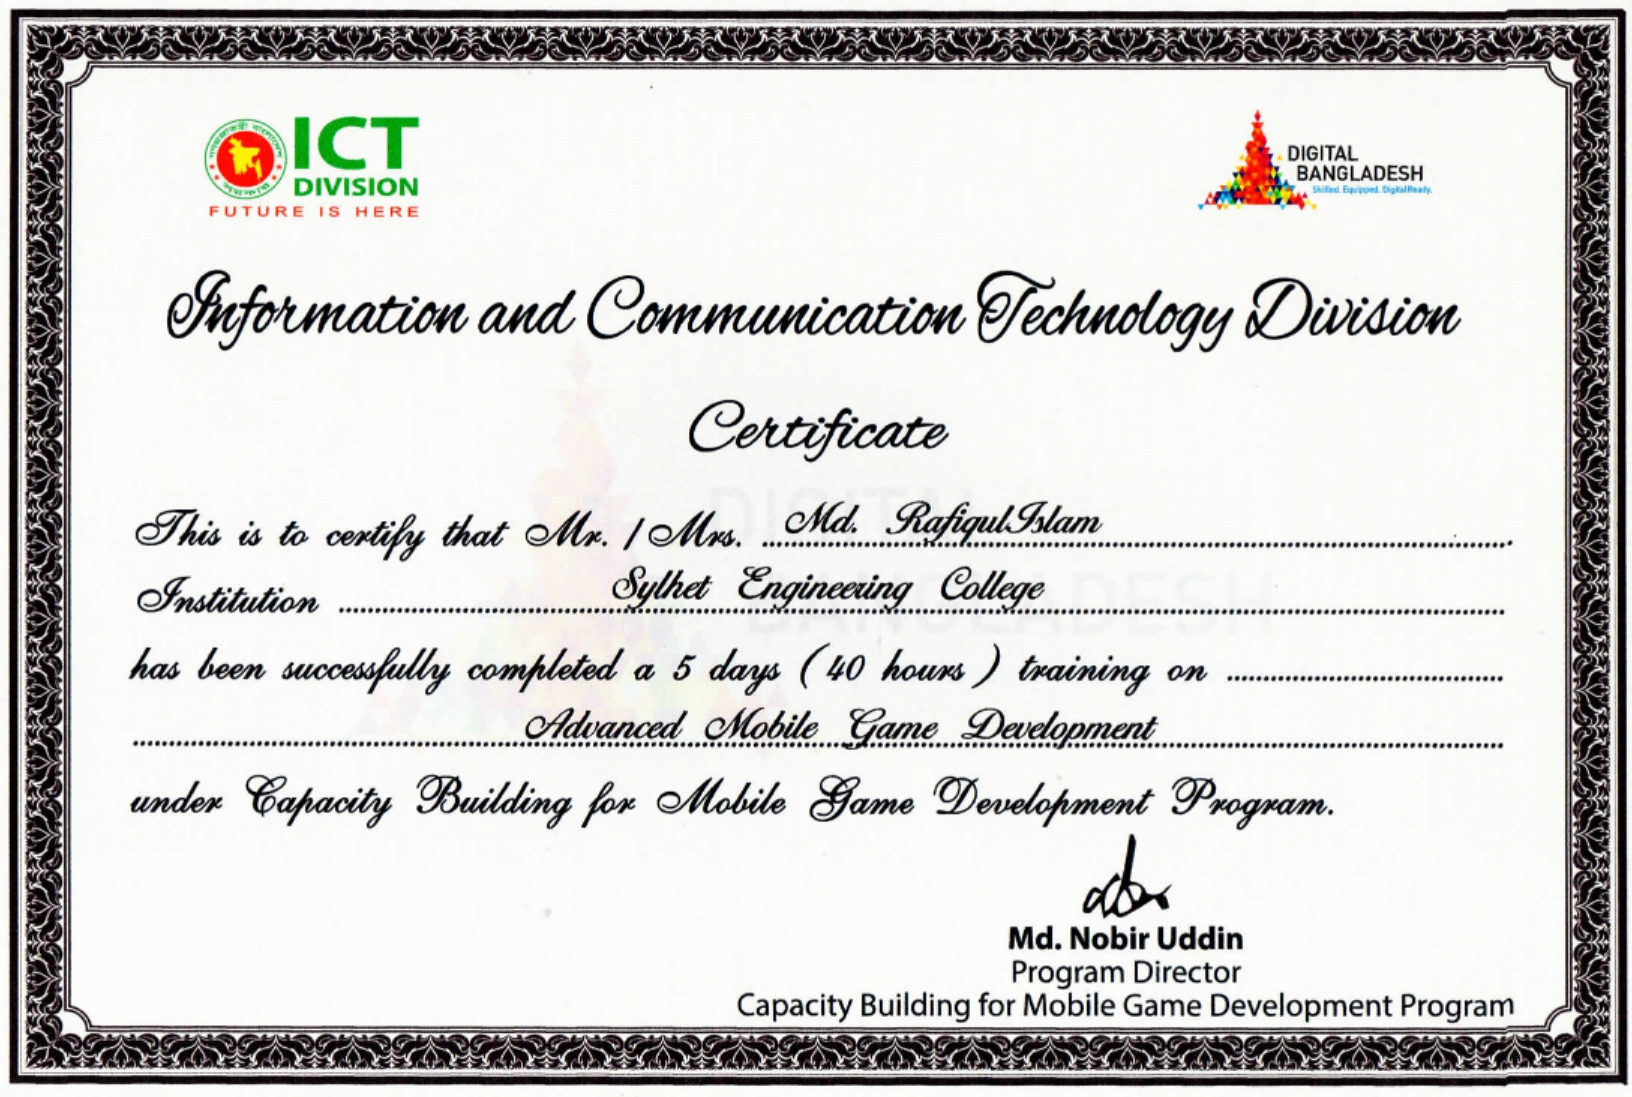 ICT
DIVISION
FUTURE IS HERE
DIGITAL
BANGLADESH
Skilled. Equipped. DigitalReady.
Information and Communication Technology Division
Certificate
This is to certify that Mr. / Mrs. Md. Rafiqul Islam
Institution Sylhet Engineering College
has been successfully completed a 5 days ( 40 hours ) training on
Advanced Mobile Game Development
under Capacity Building for Mobile Game Development Program.
Md. Nobir Uddin
Program Director
Capacity Building for Mobile Game Development Program
DIGITAL
BANGLADESH